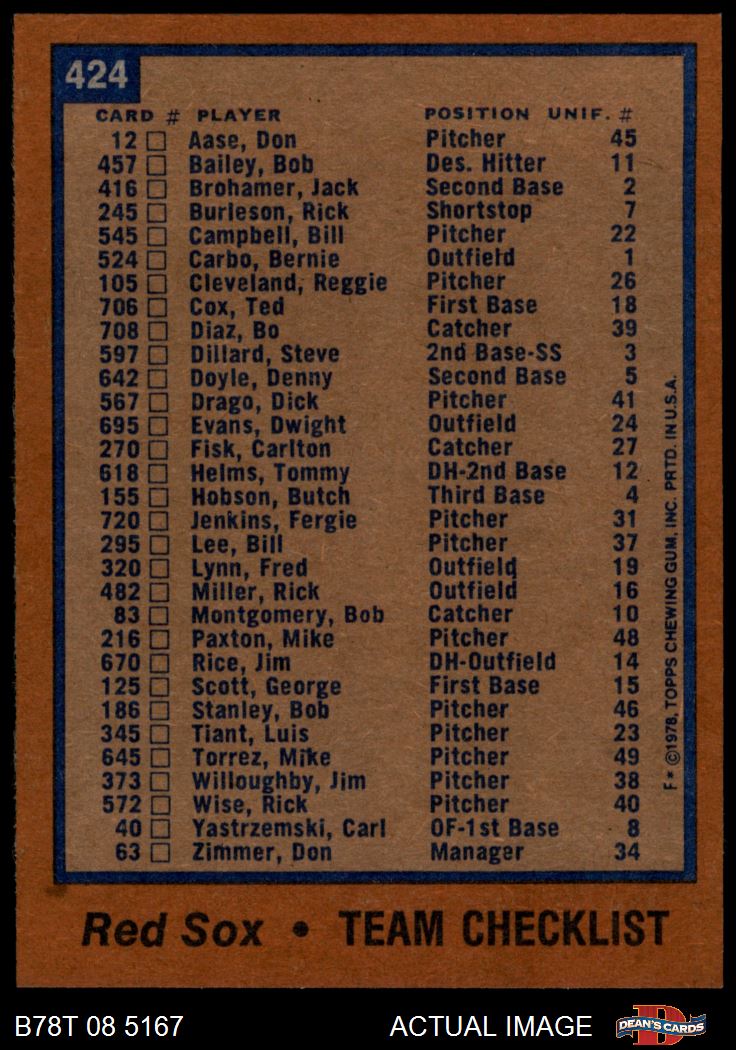 424
CARD # PLAYER POSITION UNIF. #
12 Aase, Don Pitcher 45
457 Bailey, Bob Des. Hitter 11
416 Brohamer, Jack Second Base 2
245 Burleson, Rick Shortstop 7
545 Campbell, Bill Pitcher 22
524 Carbo, Bernie Outfield 1
105 Cleveland, Reggie Pitcher 26
706 Cox, Ted First Base 18
708 Diaz, Bo Catcher 39
597 Dillard, Steve 2nd Base-SS 3
642 Doyle, Denny Second Base 5
567 Drago, Dick Pitcher 41
695 Evans, Dwight Outfield 24
270 Fisk, Carlton Catcher 27
618 Helms, Tommy DH-2nd Base 12
155 Hobson, Butch Third Base 4
720 Jenkins, Fergie Pitcher 31
295 Lee, Bill Pitcher 37
320 Lynn, Fred Outfield 19
482 Miller, Rick Outfield 16
83 Montgomery, Bob Catcher 10
216 Paxton, Mike Pitcher 48
670 Rice, Jim DH-Outfield 14
125 Scott, George First Base 15
186 Stanley, Bob Pitcher 46
345 Tiant, Luis Pitcher 23
645 Torrez, Mike Pitcher 49
373 Willoughby, Jim Pitcher 38
572 Wise, Rick Pitcher 40
40 Yastrzemski, Carl OF-1st Base 8
63 Zimmer, Don Manager 34
F* ©1978, TOPPS CHEWING GUM, INC. PRTD. IN U.S.A.
Red Sox • TEAM CHECKLIST
B78T 08 5167 ACTUAL IMAGE
D
DEAN'S CARDS